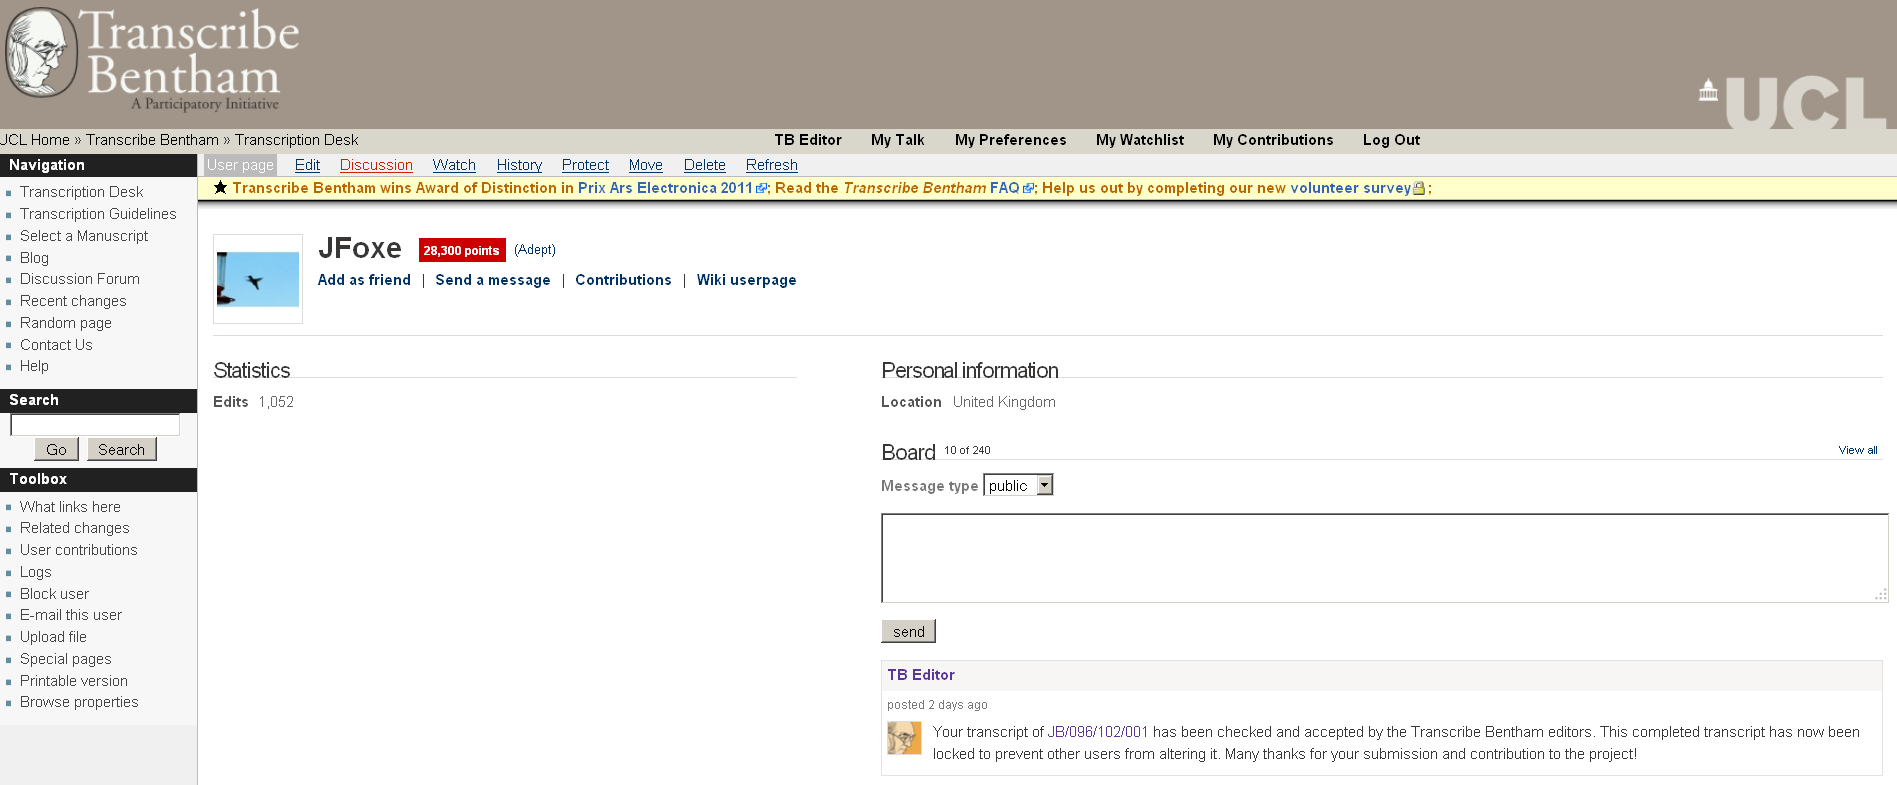 Transcribe
Bentham
A Participatory Initiative
UCL
UCL Home » Transcribe Bentham » Transcription Desk
TB Editor My Talk My Preferences My Watchlist My Contributions Log Out
Navigation
Transcription Desk
Transcription Guidelines
Select a Manuscript
Blog
Discussion Forum
Recent changes
Random page
Contact Us
Help
Search
Go Search
Toolbox
What links here
Related changes
User contributions
Logs
Block user
E-mail this user
Upload file
Special pages
Printable version
Browse properties
User page Edit Discussion Watch History Protect Move Delete Refresh
★ Transcribe Bentham wins Award of Distinction in Prix Ars Electronica 2011; Read the Transcribe Bentham FAQ; Help us out by completing our new volunteer survey;
JFoxe 28,300 points (Adept)
Add as friend | Send a message | Contributions | Wiki userpage
Statistics
Edits 1,052
Personal information
Location United Kingdom
Board 10 of 240 View all
Message type public
send
TB Editor
posted 2 days ago
Your transcript of JB/096/102/001 has been checked and accepted by the Transcribe Bentham editors. This completed transcript has now been
locked to prevent other users from altering it. Many thanks for your submission and contribution to the project!